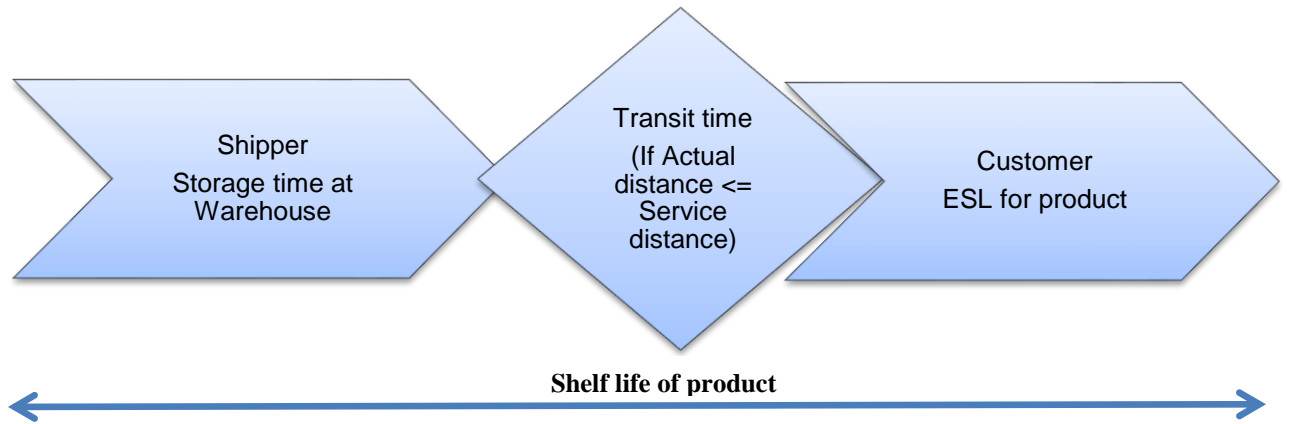 Shipper
Storage time at
Warehouse
Transit time
(If Actual
distance <=
Service
distance)
Customer
ESL for product
Shelf life of product